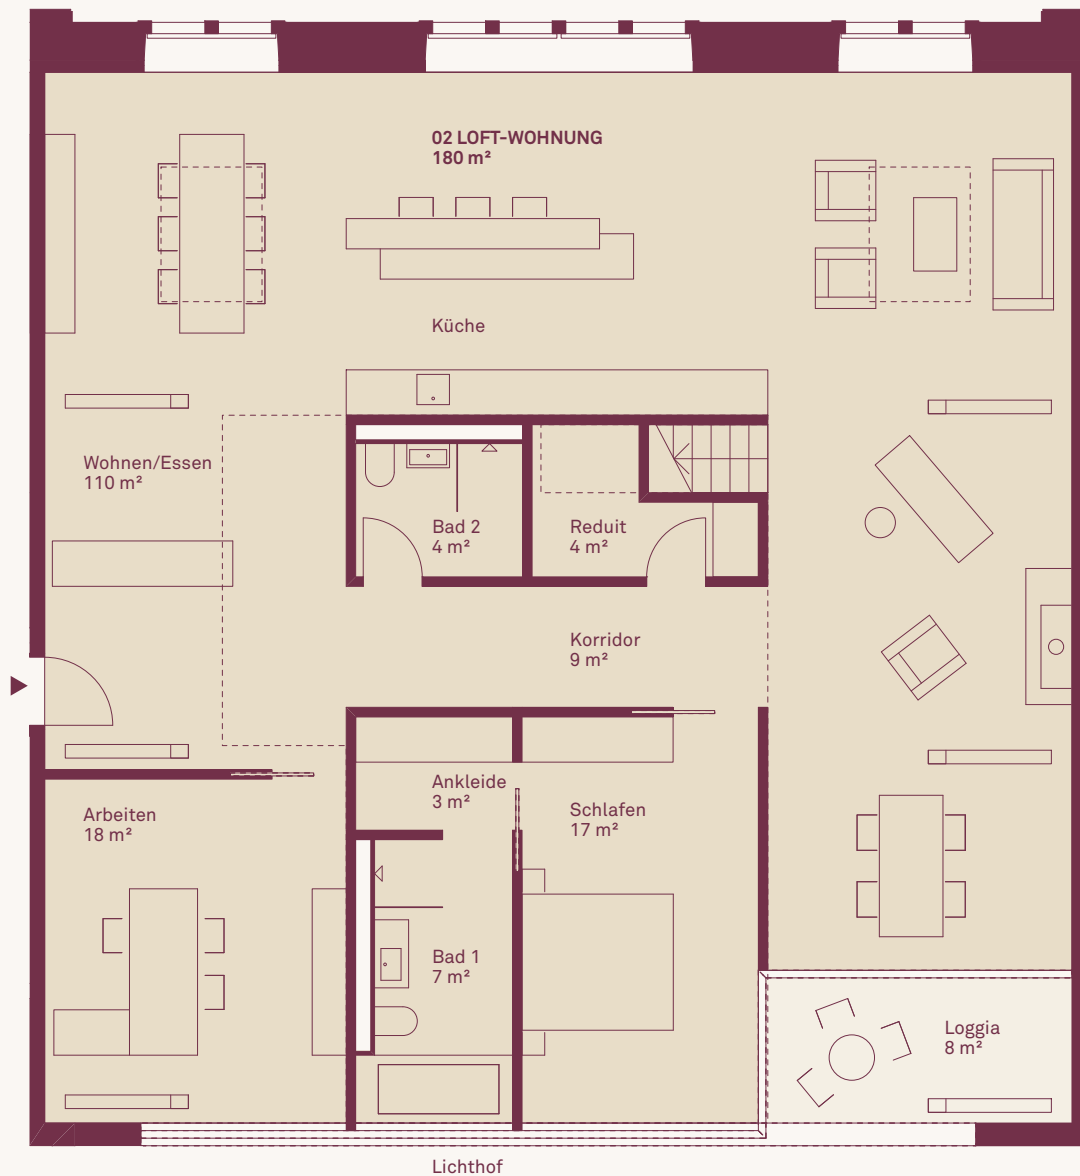 02 LOFT-WOHNUNG
180 m²
Küche
Wohnen/Essen
110 m²
Bad 2
4 m²
Reduit
4 m²
Korridor
9 m²
Ankleide
3 m²
Schlafen
17 m²
Arbeiten
18 m²
Bad 1
7 m²
Loggia
8 m²
Lichthof